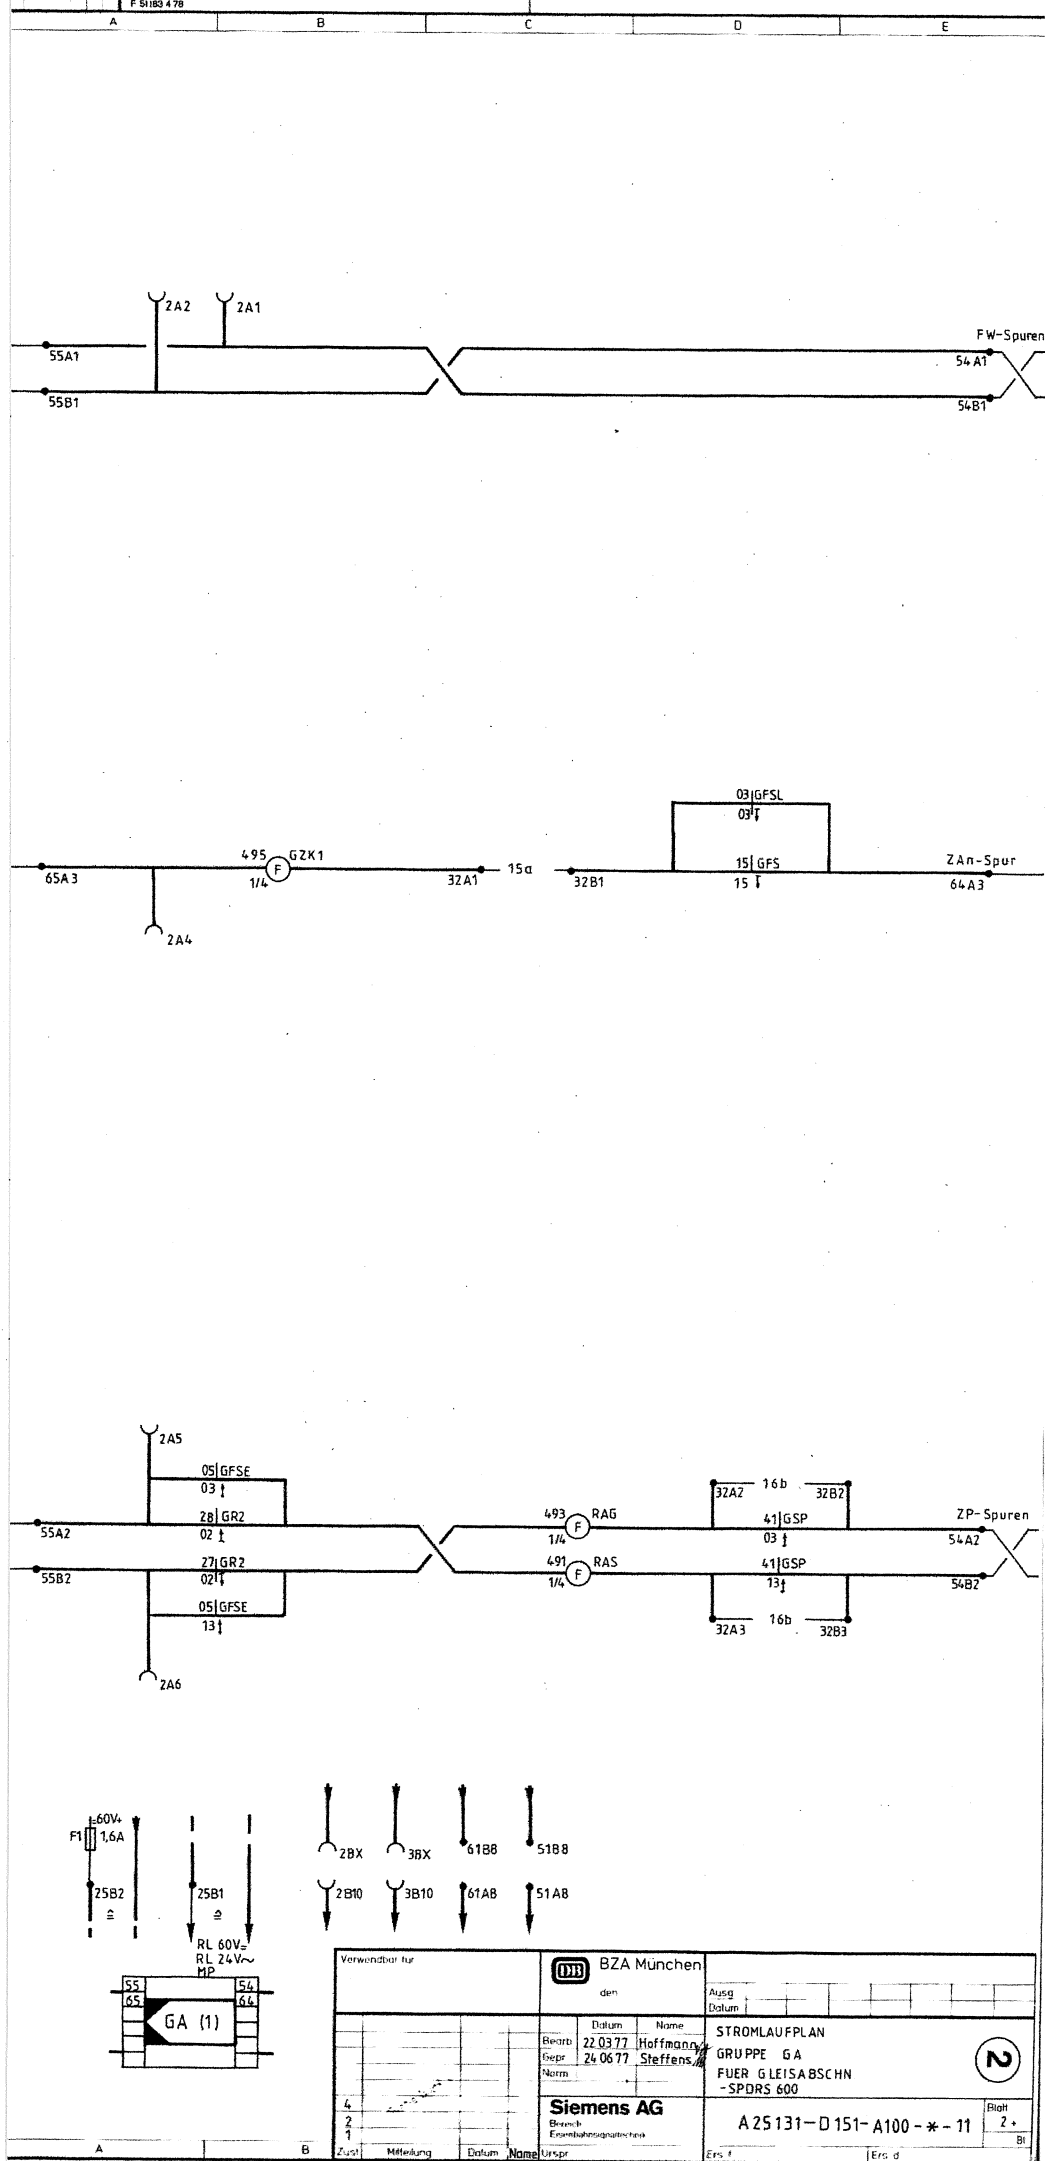 F 51183 4 78
A B C D E
2A2 2A1
FW-Spuren
55A1 54A1
55B1 54B1
03 GFSL
03
495 GZK1 15 GFS ZAn-Spur
65A3 1/4 32A1 15a 32B1 15 64A3
2A4
2A5
05 GFSE
03
32A2 16b 32B2
28 GR2 493 RAG 41 GSP ZP-Spuren
55A2 02 1/4 03 54A2
27 GR2 491 RAS 41 GSP
55B2 02 1/4 13 54B2
05 GFSE
13
32A3 16b 32B3
2A6
=60V+
F1 1,6A
2BX 3BX 61B8 51B8
25B2 25B1 2B10 3B10 61A8 51A8
≙ ≙
RL 60V=
RL 24V~
MP
55 54
65 64
GA (1)
Verwendbar für
DB BZA München
den
Ausg
Datum
Datum Name
Bearb 22 03 77 Hoffmann
Gepr 24 06 77 Steffens
Norm
STROMLAUFPLAN
GRUPPE GA
FUER GLEISABSCHN
-SPDRS 600
2
4
2
1
Siemens AG
Bereich
Eisenbahnsignaltechnik
A25131-D151-A100-*-11
Blatt
2+
Bl
Zust Mitteilung Datum Name Urspr Ers f Ers d
A B